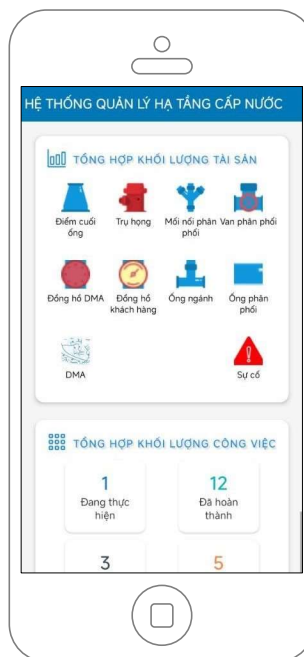 HỆ THỐNG QUẢN LÝ HẠ TẦNG CẤP NƯỚC
TỔNG HỢP KHỐI LƯỢNG TÀI SẢN
Điểm cuối ống
Trụ họng
Mối nối phân phối
Van phân phối
Đồng hồ DMA
Đồng hồ khách hàng
Ống ngánh
Ống phân phối
DMA
Sự cố
TỔNG HỢP KHỐI LƯỢNG CÔNG VIỆC
1
Đang thực hiện
12
Đã hoàn thành
3
5